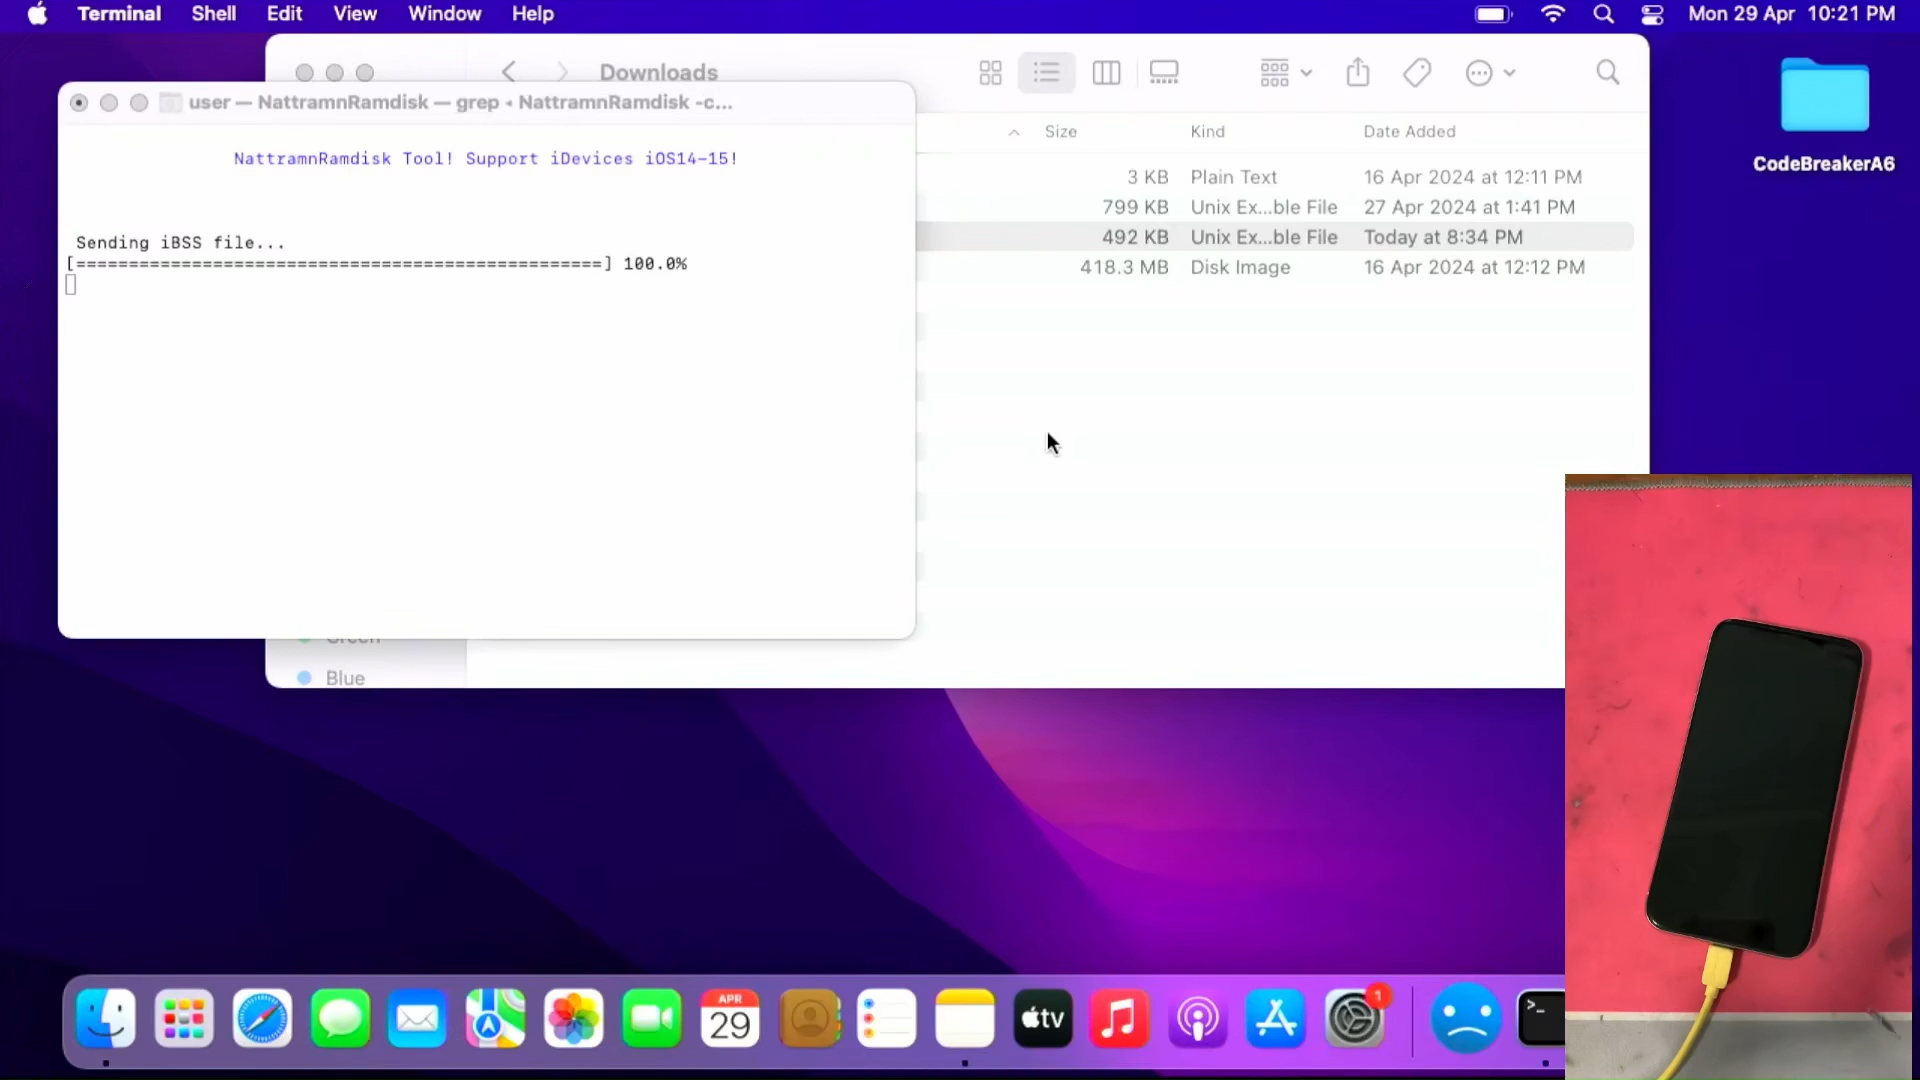 Terminal Shell Edit View Window Help Mon 29 Apr 10:21 PM
Downloads
user — NattramnRamdisk — grep ◂ NattramnRamdisk -c...
NattramnRamdisk Tool! Support iDevices iOS14-15!
Sending iBSS file...
[==================================================] 100.0%
Size Kind Date Added
3 KB Plain Text 16 Apr 2024 at 12:11 PM
799 KB Unix Ex...ble File 27 Apr 2024 at 1:41 PM
492 KB Unix Ex...ble File Today at 8:34 PM
418.3 MB Disk Image 16 Apr 2024 at 12:12 PM
CodeBreakerA6
Green
Blue
APR
29
tv
1
>_